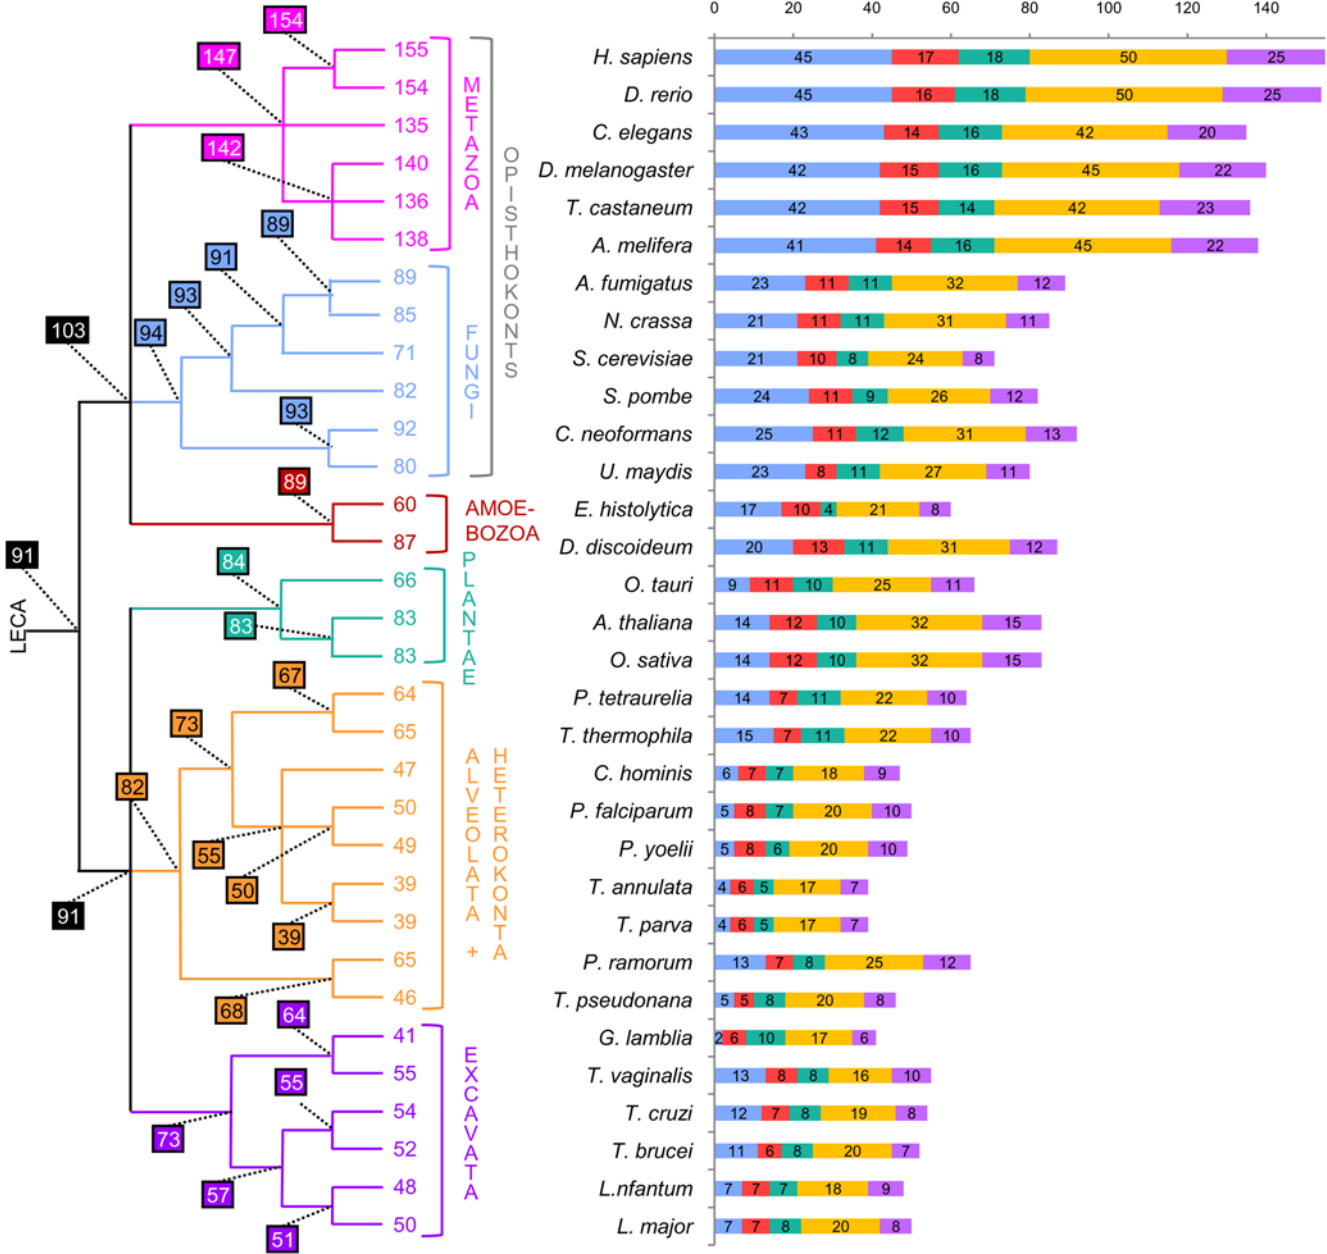 0 20 40 60 80 100 120 140
154
147
142
155
154
135
140
136
138
METAZOA
OPISTHOKONTS
89
91
93
94
103
93
89
85
71
82
92
80
FUNGI
89
60
87
AMOE-
BOZOA
91
LECA
91
84
83
66
83
83
PLANTAE
67
73
82
55
50
39
68
64
65
47
50
49
39
39
65
46
ALVEOLATA +
HETEROKONTA
64
55
73
57
51
41
55
54
52
48
50
EXCAVATA
H. sapiens 45 17 18 50 25
D. rerio 45 16 18 50 25
C. elegans 43 14 16 42 20
D. melanogaster 42 15 16 45 22
T. castaneum 42 15 14 42 23
A. melifera 41 14 16 45 22
A. fumigatus 23 11 11 32 12
N. crassa 21 11 11 31 11
S. cerevisiae 21 10 8 24 8
S. pombe 24 11 9 26 12
C. neoformans 25 11 12 31 13
U. maydis 23 8 11 27 11
E. histolytica 17 10 4 21 8
D. discoideum 20 13 11 31 12
O. tauri 9 11 10 25 11
A. thaliana 14 12 10 32 15
O. sativa 14 12 10 32 15
P. tetraurelia 14 7 11 22 10
T. thermophila 15 7 11 22 10
C. hominis 6 7 7 18 9
P. falciparum 5 8 7 20 10
P. yoelii 5 8 6 20 10
T. annulata 4 6 5 17 7
T. parva 4 6 5 17 7
P. ramorum 13 7 8 25 12
T. pseudonana 5 5 8 20 8
G. lamblia 2 6 10 17 6
T. vaginalis 13 8 8 16 10
T. cruzi 12 7 8 19 8
T. brucei 11 6 8 20 7
L.nfantum 7 7 7 18 9
L. major 7 7 8 20 8